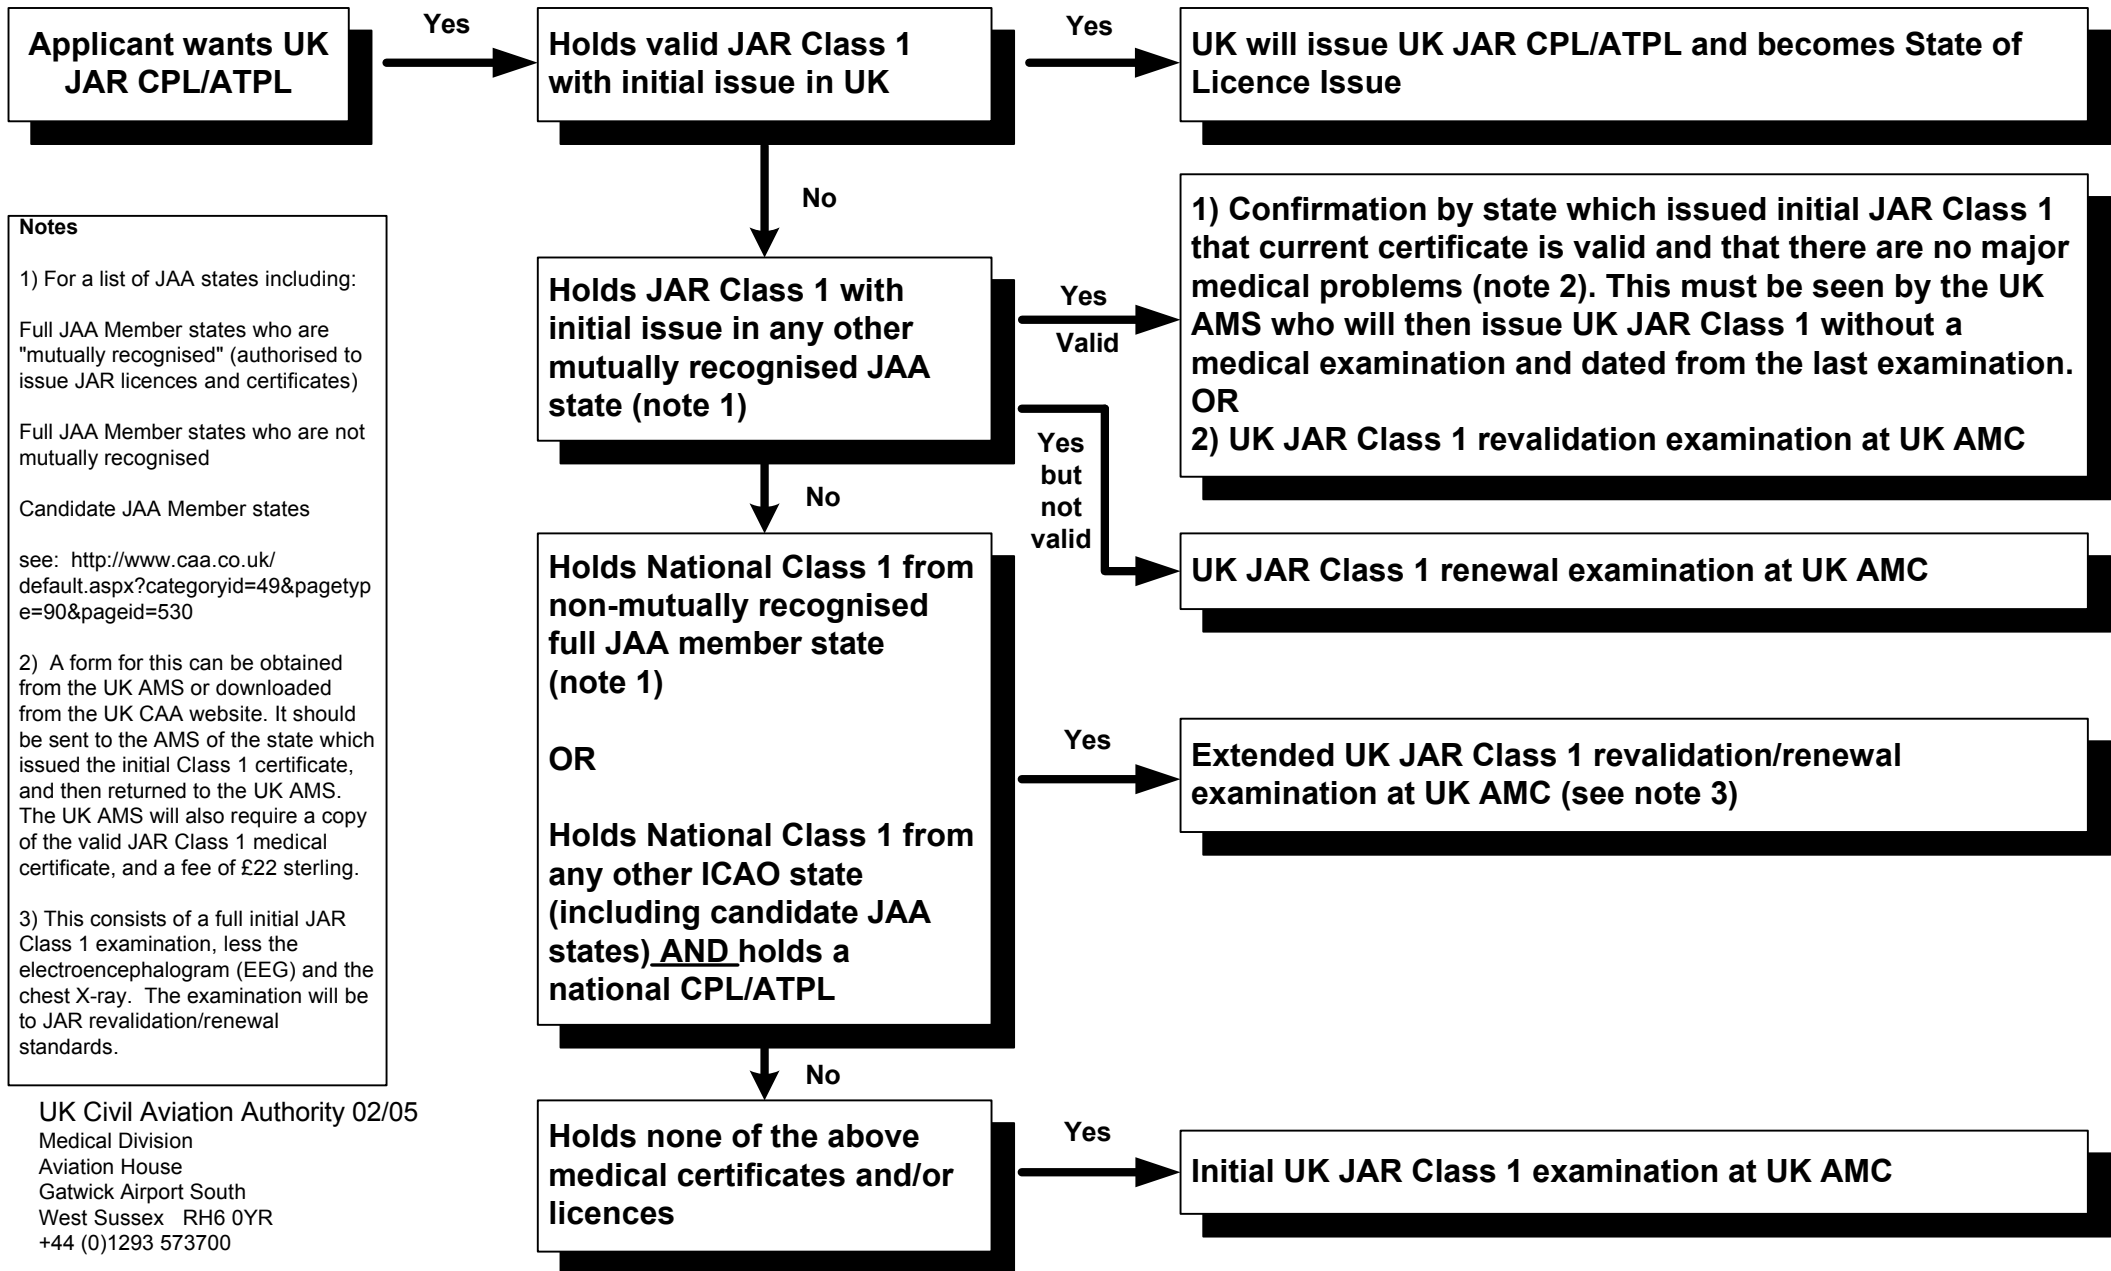 Applicant wants UK
JAR CPL/ATPL
Yes
Holds valid JAR Class 1
with initial issue in UK
Yes
UK will issue UK JAR CPL/ATPL and becomes State of
Licence Issue
No
Notes
1) For a list of JAA states including:
Full JAA Member states who are
"mutually recognised" (authorised to
issue JAR licences and certificates)
Full JAA Member states who are not
mutually recognised
Candidate JAA Member states
see:  http://www.caa.co.uk/
default.aspx?categoryid=49&pagetyp
e=90&pageid=530
2)  A form for this can be obtained
from the UK AMS or downloaded
from the UK CAA website. It should
be sent to the AMS of the state which
issued the initial Class 1 certificate,
and then returned to the UK AMS.
The UK AMS will also require a copy
of the valid JAR Class 1 medical
certificate, and a fee of £22 sterling.
3) This consists of a full initial JAR
Class 1 examination, less the
electroencephalogram (EEG) and the
chest X-ray.  The examination will be
to JAR revalidation/renewal
standards.
Holds JAR Class 1 with
initial issue in any other
mutually recognised JAA
state (note 1)
Yes
Valid
1) Confirmation by state which issued initial JAR Class 1
that current certificate is valid and that there are no major
medical problems (note 2). This must be seen by the UK
AMS who will then issue UK JAR Class 1 without a
medical examination and dated from the last examination.
OR
2) UK JAR Class 1 revalidation examination at UK AMC
Yes
but
not
valid
UK JAR Class 1 renewal examination at UK AMC
No
Holds National Class 1 from
non-mutually recognised
full JAA member state
(note 1)
OR
Holds National Class 1 from
any other ICAO state
(including candidate JAA
states) AND holds a
national CPL/ATPL
Yes
Extended UK JAR Class 1 revalidation/renewal
examination at UK AMC (see note 3)
No
Holds none of the above
medical certificates and/or
licences
Yes
Initial UK JAR Class 1 examination at UK AMC
UK Civil Aviation Authority 02/05
Medical Division
Aviation House
Gatwick Airport South
West Sussex   RH6 0YR
+44 (0)1293 573700